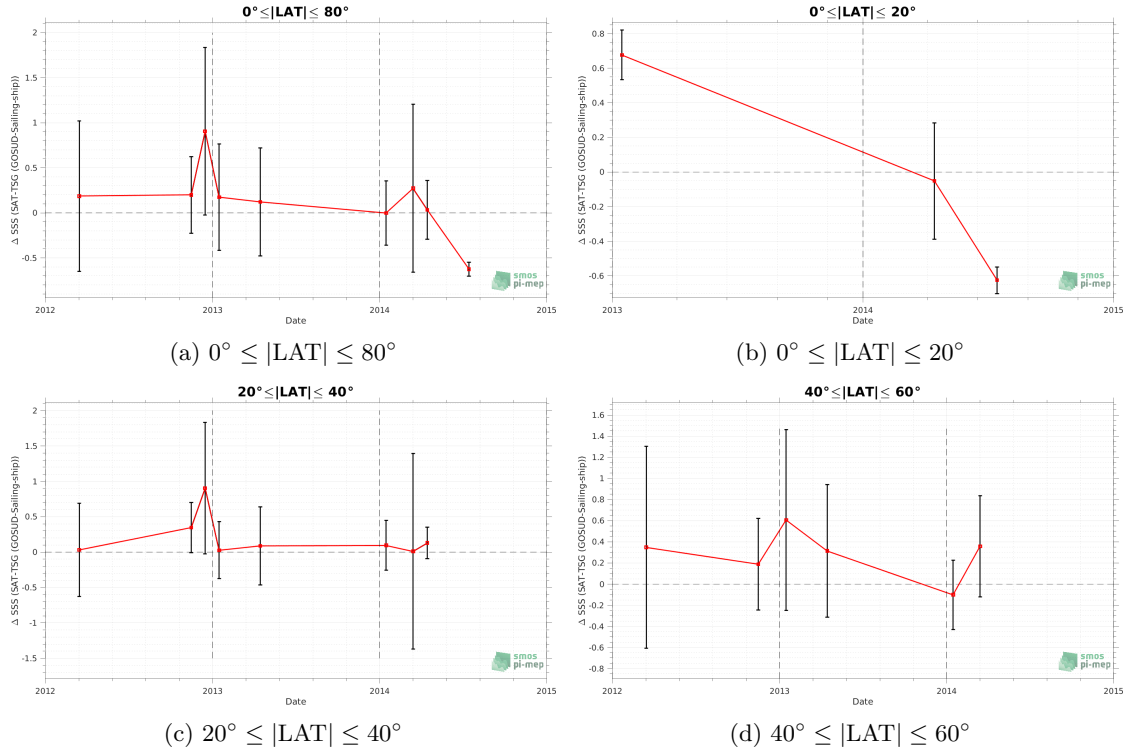 0°≤|LAT|≤ 80°
Δ SSS (SAT-TSG (GOSUD-Sailing-ship))
2
1.5
1
0.5
0
-0.5
2012
2013
2014
2015
Date
smos
pi-mep
(a) 0° ≤ |LAT| ≤ 80°
0°≤|LAT|≤ 20°
Δ SSS (SAT-TSG (GOSUD-Sailing-ship))
0.8
0.6
0.4
0.2
0
-0.2
-0.4
-0.6
2013
2014
2015
Date
smos
pi-mep
(b) 0° ≤ |LAT| ≤ 20°
20°≤|LAT|≤ 40°
Δ SSS (SAT-TSG (GOSUD-Sailing-ship))
2
1.5
1
0.5
0
-0.5
-1
-1.5
2012
2013
2014
2015
Date
smos
pi-mep
(c) 20° ≤ |LAT| ≤ 40°
40°≤|LAT|≤ 60°
Δ SSS (SAT-TSG (GOSUD-Sailing-ship))
1.6
1.4
1.2
1
0.8
0.6
0.4
0.2
0
-0.2
-0.4
-0.6
-0.8
2012
2013
2014
2015
Date
smos
pi-mep
(d) 40° ≤ |LAT| ≤ 60°